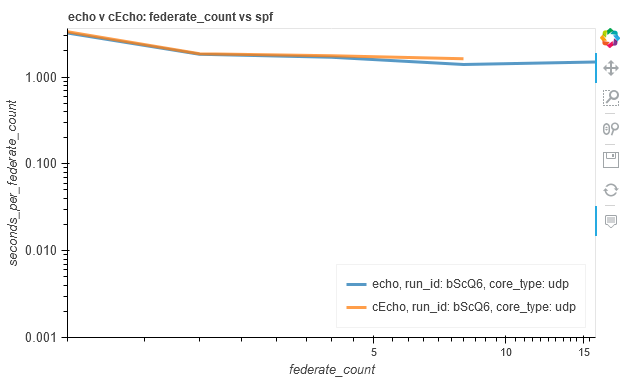 echo v cEcho: federate_count vs spf
seconds_per_federate_count
1.000
0.100
0.010
0.001
echo, run_id: bScQ6, core_type: udp
cEcho, run_id: bScQ6, core_type: udp
5
10
15
federate_count